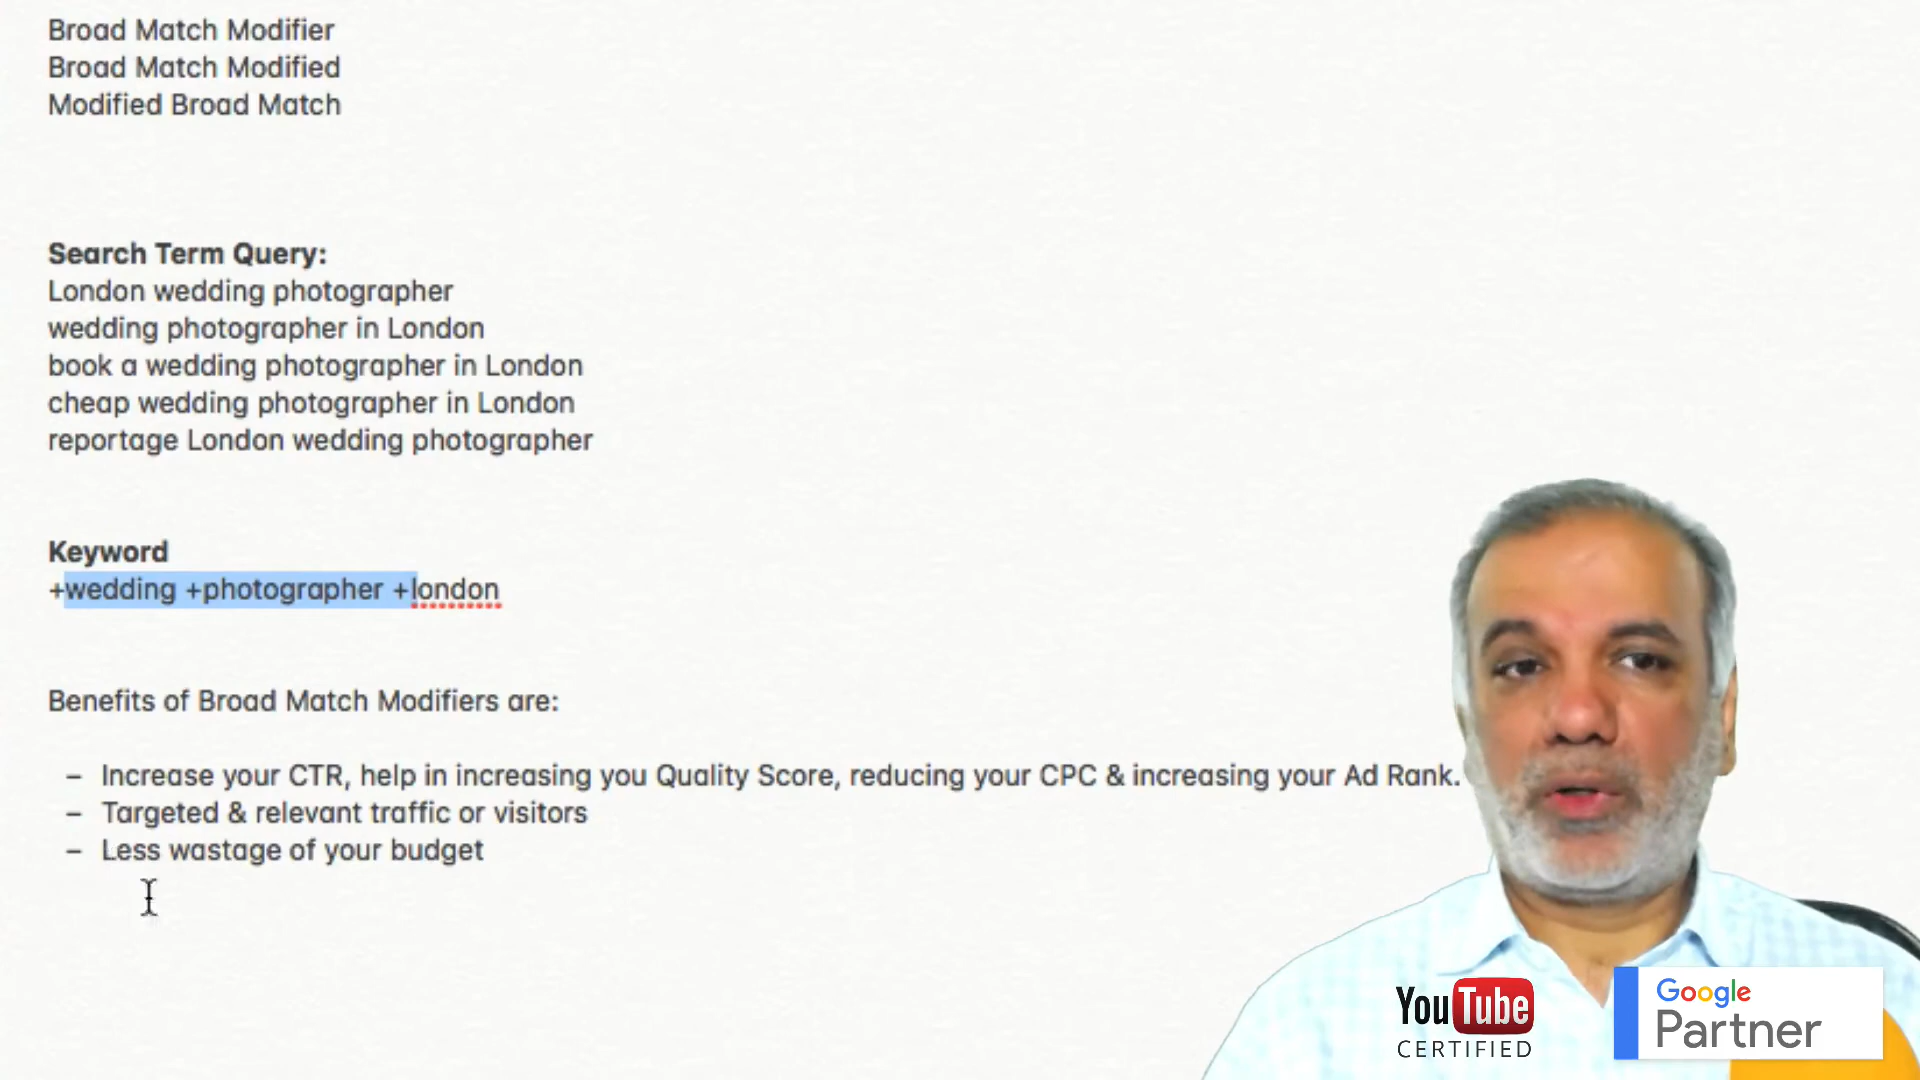 Broad Match Modifier
Broad Match Modified
Modified Broad Match
Search Term Query:
London wedding photographer
wedding photographer in London
book a wedding photographer in London
cheap wedding photographer in London
reportage London wedding photographer
Keyword
+wedding +photographer +london
Benefits of Broad Match Modifiers are:
– Increase your CTR, help in increasing you Quality Score, reducing your CPC & increasing your Ad Rank.
– Targeted & relevant traffic or visitors
– Less wastage of your budget
YouTube
CERTIFIED
Google
Partner